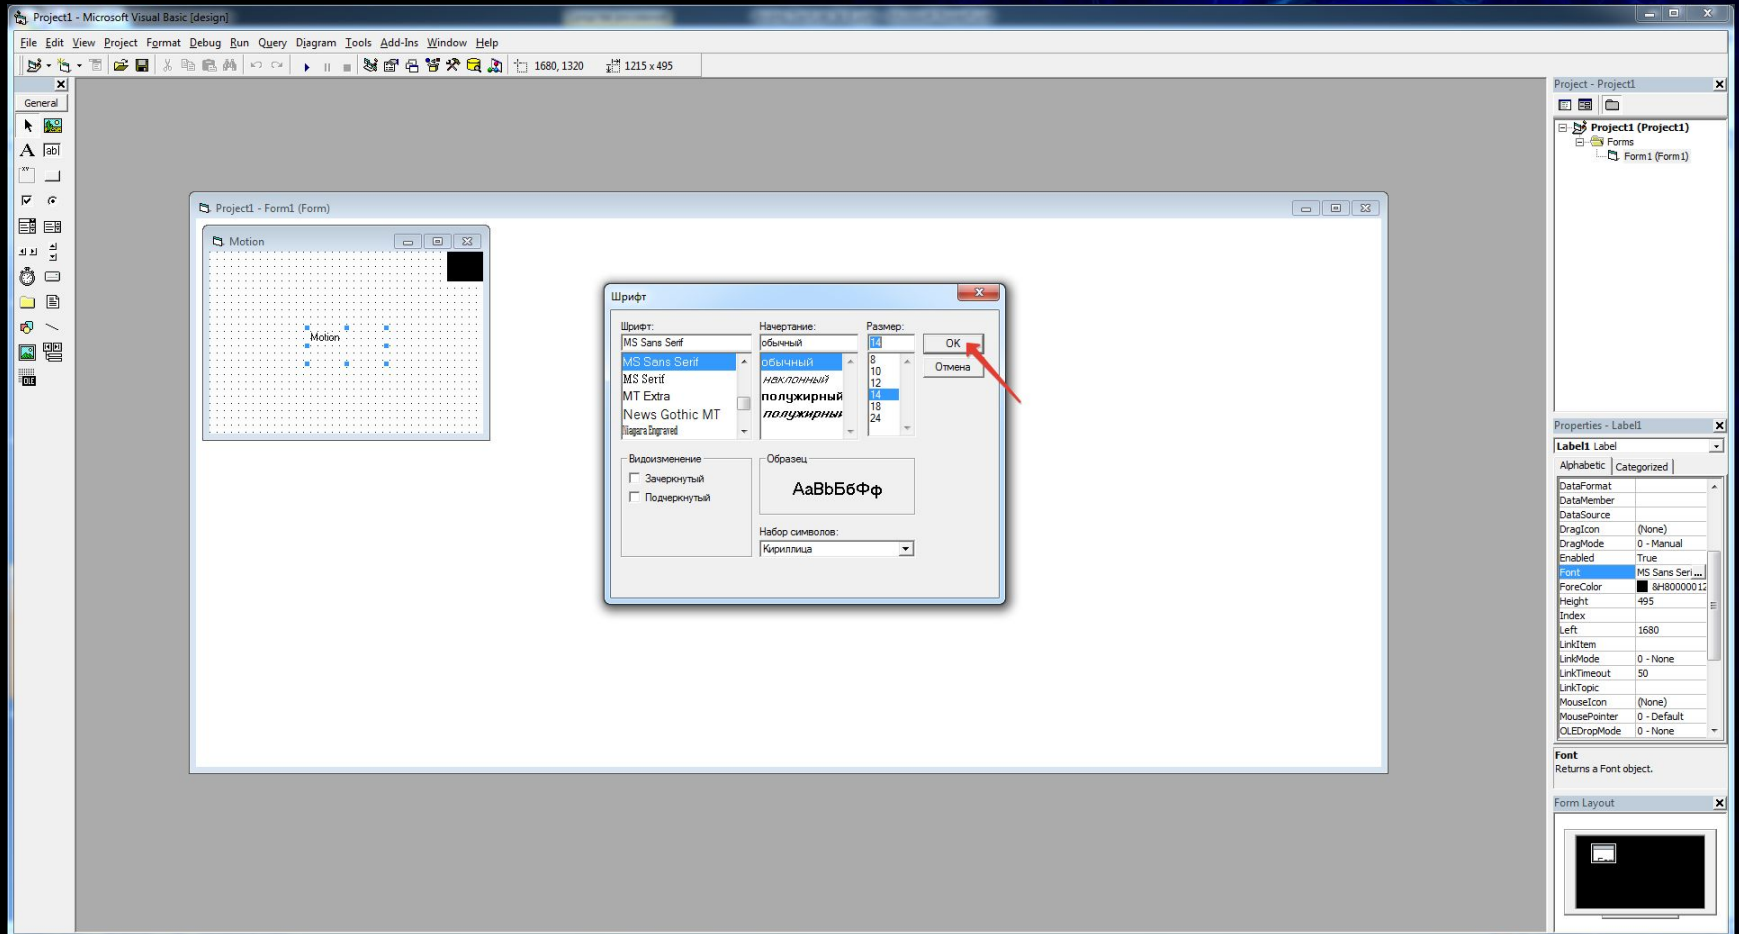 Project1 - Microsoft Visual Basic [design]
File Edit View Project Format Debug Run Query Diagram Tools Add-Ins Window Help
1680, 1320 1215 x 495
General
A ab|
OLE
Project1 - Form1 (Form)
Motion
Motion
Шрифт
Шрифт: Начертание: Размер:
MS Sans Serif обычный 14 OK
MS Sans Serif обычный 8
MS Serif наклонный 10
MT Extra полужирный 12
News Gothic MT полужирный 14
Niagara Engraved 18
24
Отмена
Видоизменение
Зачеркнутый
Подчеркнутый
Образец
AaBbБбФф
Набор символов:
Кириллица
Project - Project1
Project1 (Project1)
Forms
Form1 (Form1)
Properties - Label1
Label1 Label
Alphabetic Categorized
DataFormat
DataMember
DataSource
DragIcon (None)
DragMode 0 - Manual
Enabled True
Font MS Sans Seri ...
ForeColor &H80000012
Height 495
Index
Left 1680
LinkItem
LinkMode 0 - None
LinkTimeout 50
LinkTopic
MouseIcon (None)
MousePointer 0 - Default
OLEDropMode 0 - None
Font
Returns a Font object.
Form Layout